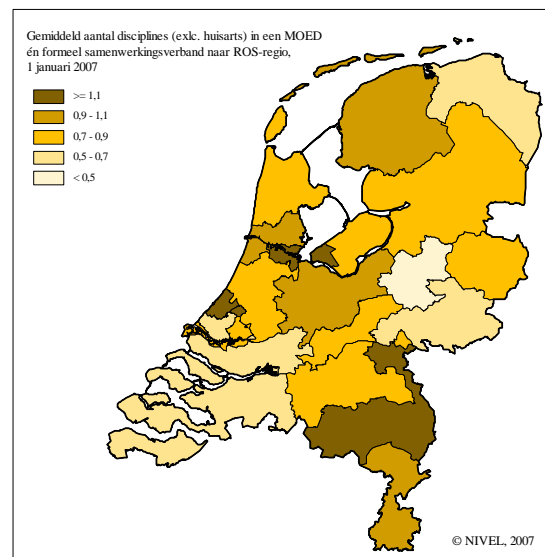 Gemiddeld aantal disciplines (exlc. huisarts) in een MOED
én formeel samenwerkingsverband naar ROS-regio,
1 januari 2007
>= 1,1
0,9 - 1,1
0,7 - 0,9
0,5 - 0,7
< 0,5
© NIVEL, 2007